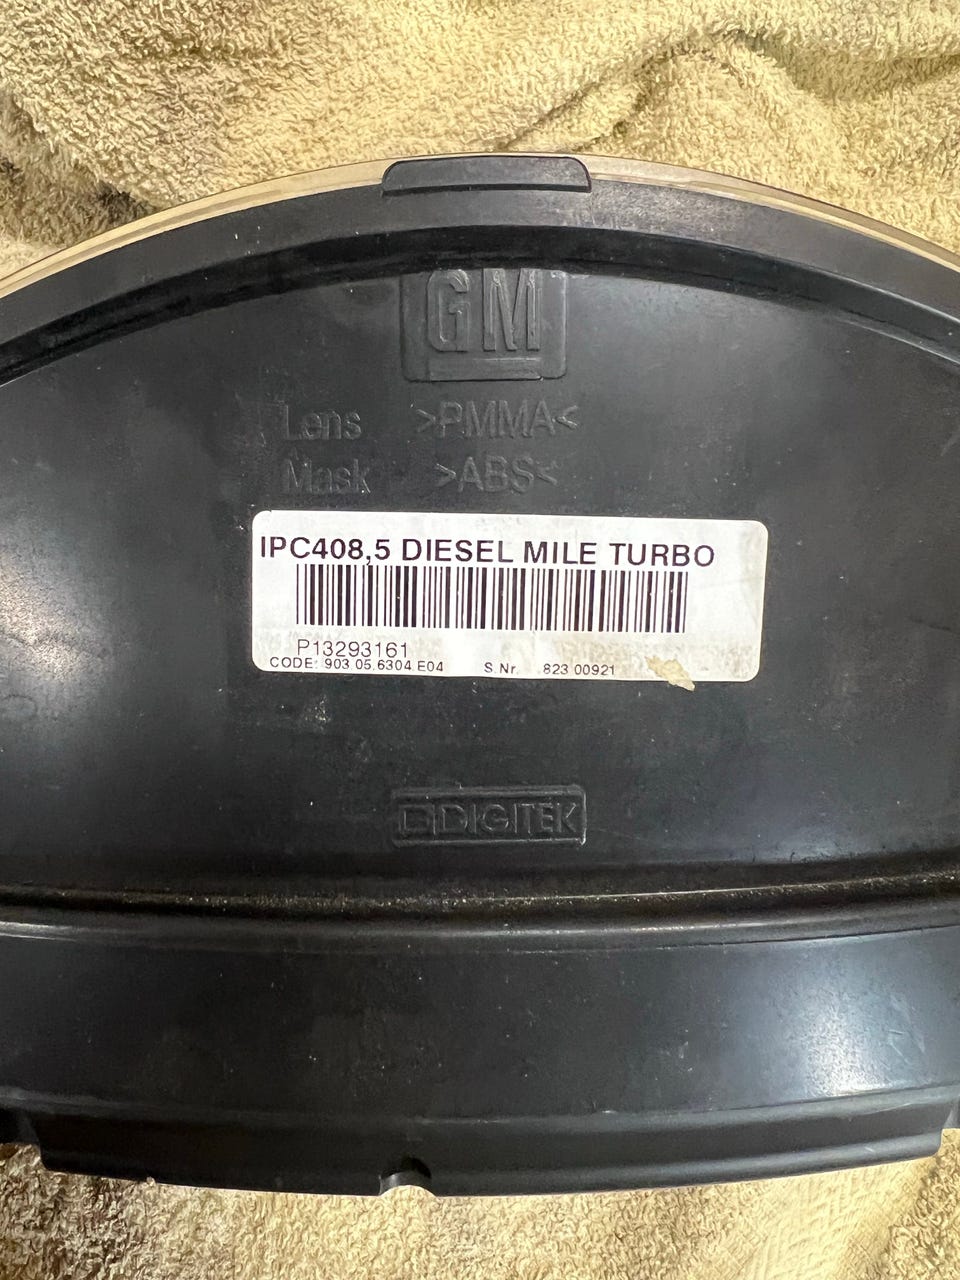 GM
Lens >PMMA<
Mask >ABS<
IPC408,5 DIESEL MILE TURBO
P13293161
CODE: 903 05.6304 E04 S.Nr. 823 00921
DIGITEK